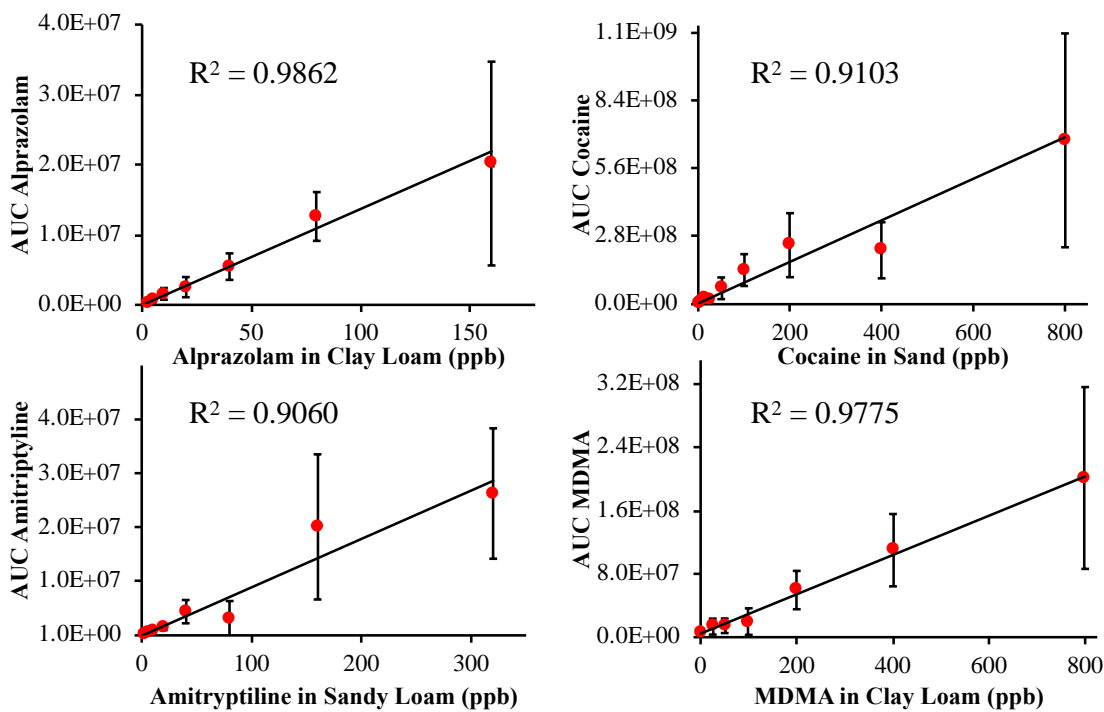 AUC Alprazolam
4.0E+07
3.0E+07
2.0E+07
1.0E+07
0.0E+00
R² = 0.9862
0 50 100 150
Alprazolam in Clay Loam (ppb)
AUC Cocaine
1.1E+09
8.4E+08
5.6E+08
2.8E+08
0.0E+00
R² = 0.9103
0 200 400 600 800
Cocaine in Sand (ppb)
AUC Amitriptyline
4.0E+07
3.0E+07
2.0E+07
1.0E+07
1.0E+00
R² = 0.9060
0 100 200 300
Amitryptiline in Sandy Loam (ppb)
AUC MDMA
3.2E+08
2.4E+08
1.6E+08
8.0E+07
0.0E+00
R² = 0.9775
0 200 400 600 800
MDMA in Clay Loam (ppb)